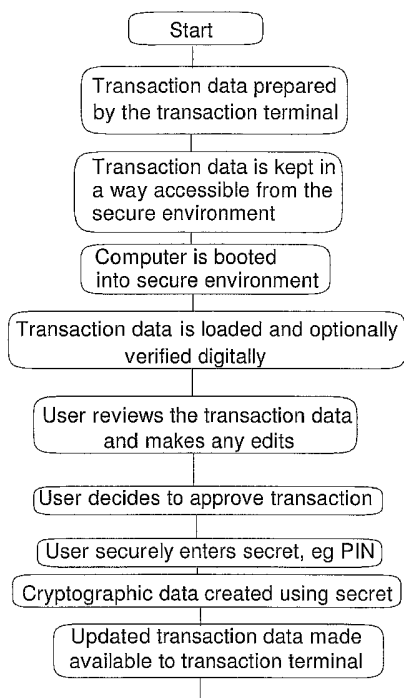 Start
Transaction data prepared
by the transaction terminal
Transaction data is kept in
a way accessible from the
secure environment
Computer is booted
into secure environment
Transaction data is loaded and optionally
verified digitally
User reviews the transaction data
and makes any edits
User decides to approve transaction
User securely enters secret, eg PIN
Cryptographic data created using secret
Updated transaction data made
available to transaction terminal